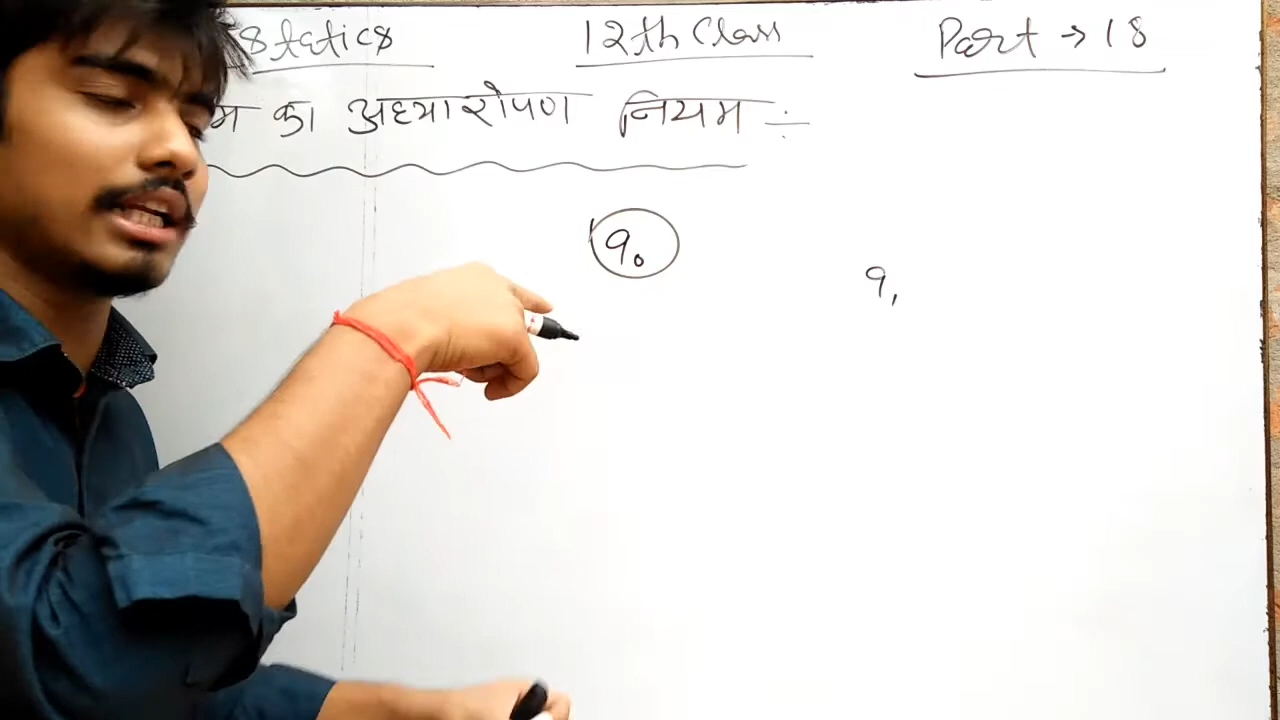 statics 12th Class Part → 18
म का अध्यारोपण नियम ÷
q₀
q₁